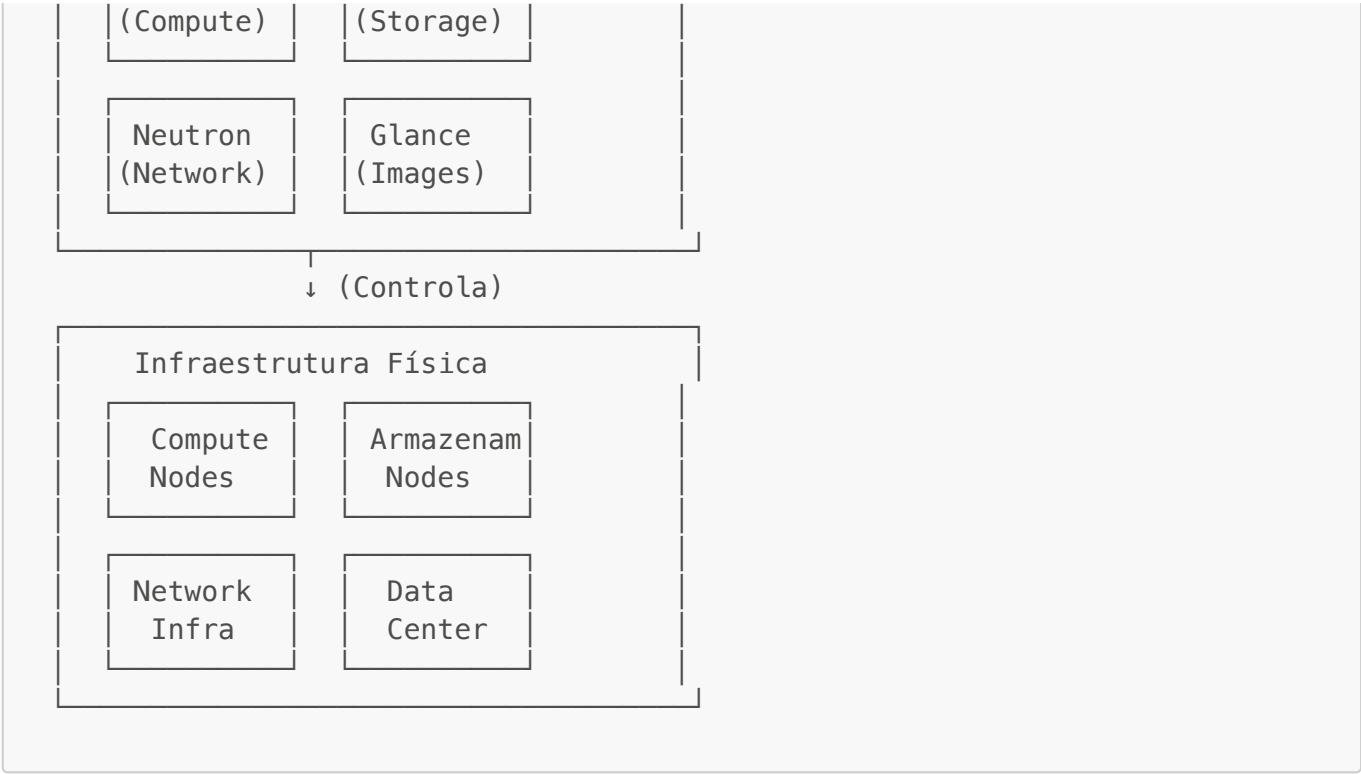 (Compute) (Storage)
Neutron Glance
(Network) (Images)
↓ (Controla)
Infraestrutura Física
Compute Armazenam
Nodes Nodes
Network Data
Infra Center